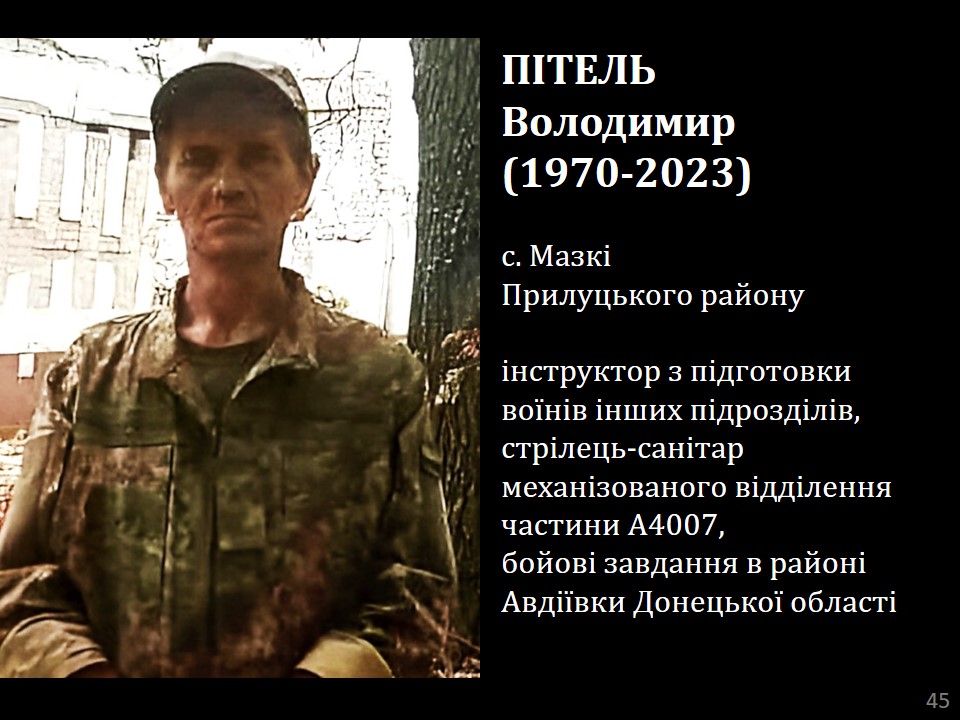 ПІТЕЛЬ
Володимир
(1970-2023)
с. Мазкі
Прилуцького району
інструктор з підготовки
воїнів інших підрозділів,
стрілець-санітар
механізованого відділення
частини А4007,
бойові завдання в районі
Авдіївки Донецької області
45